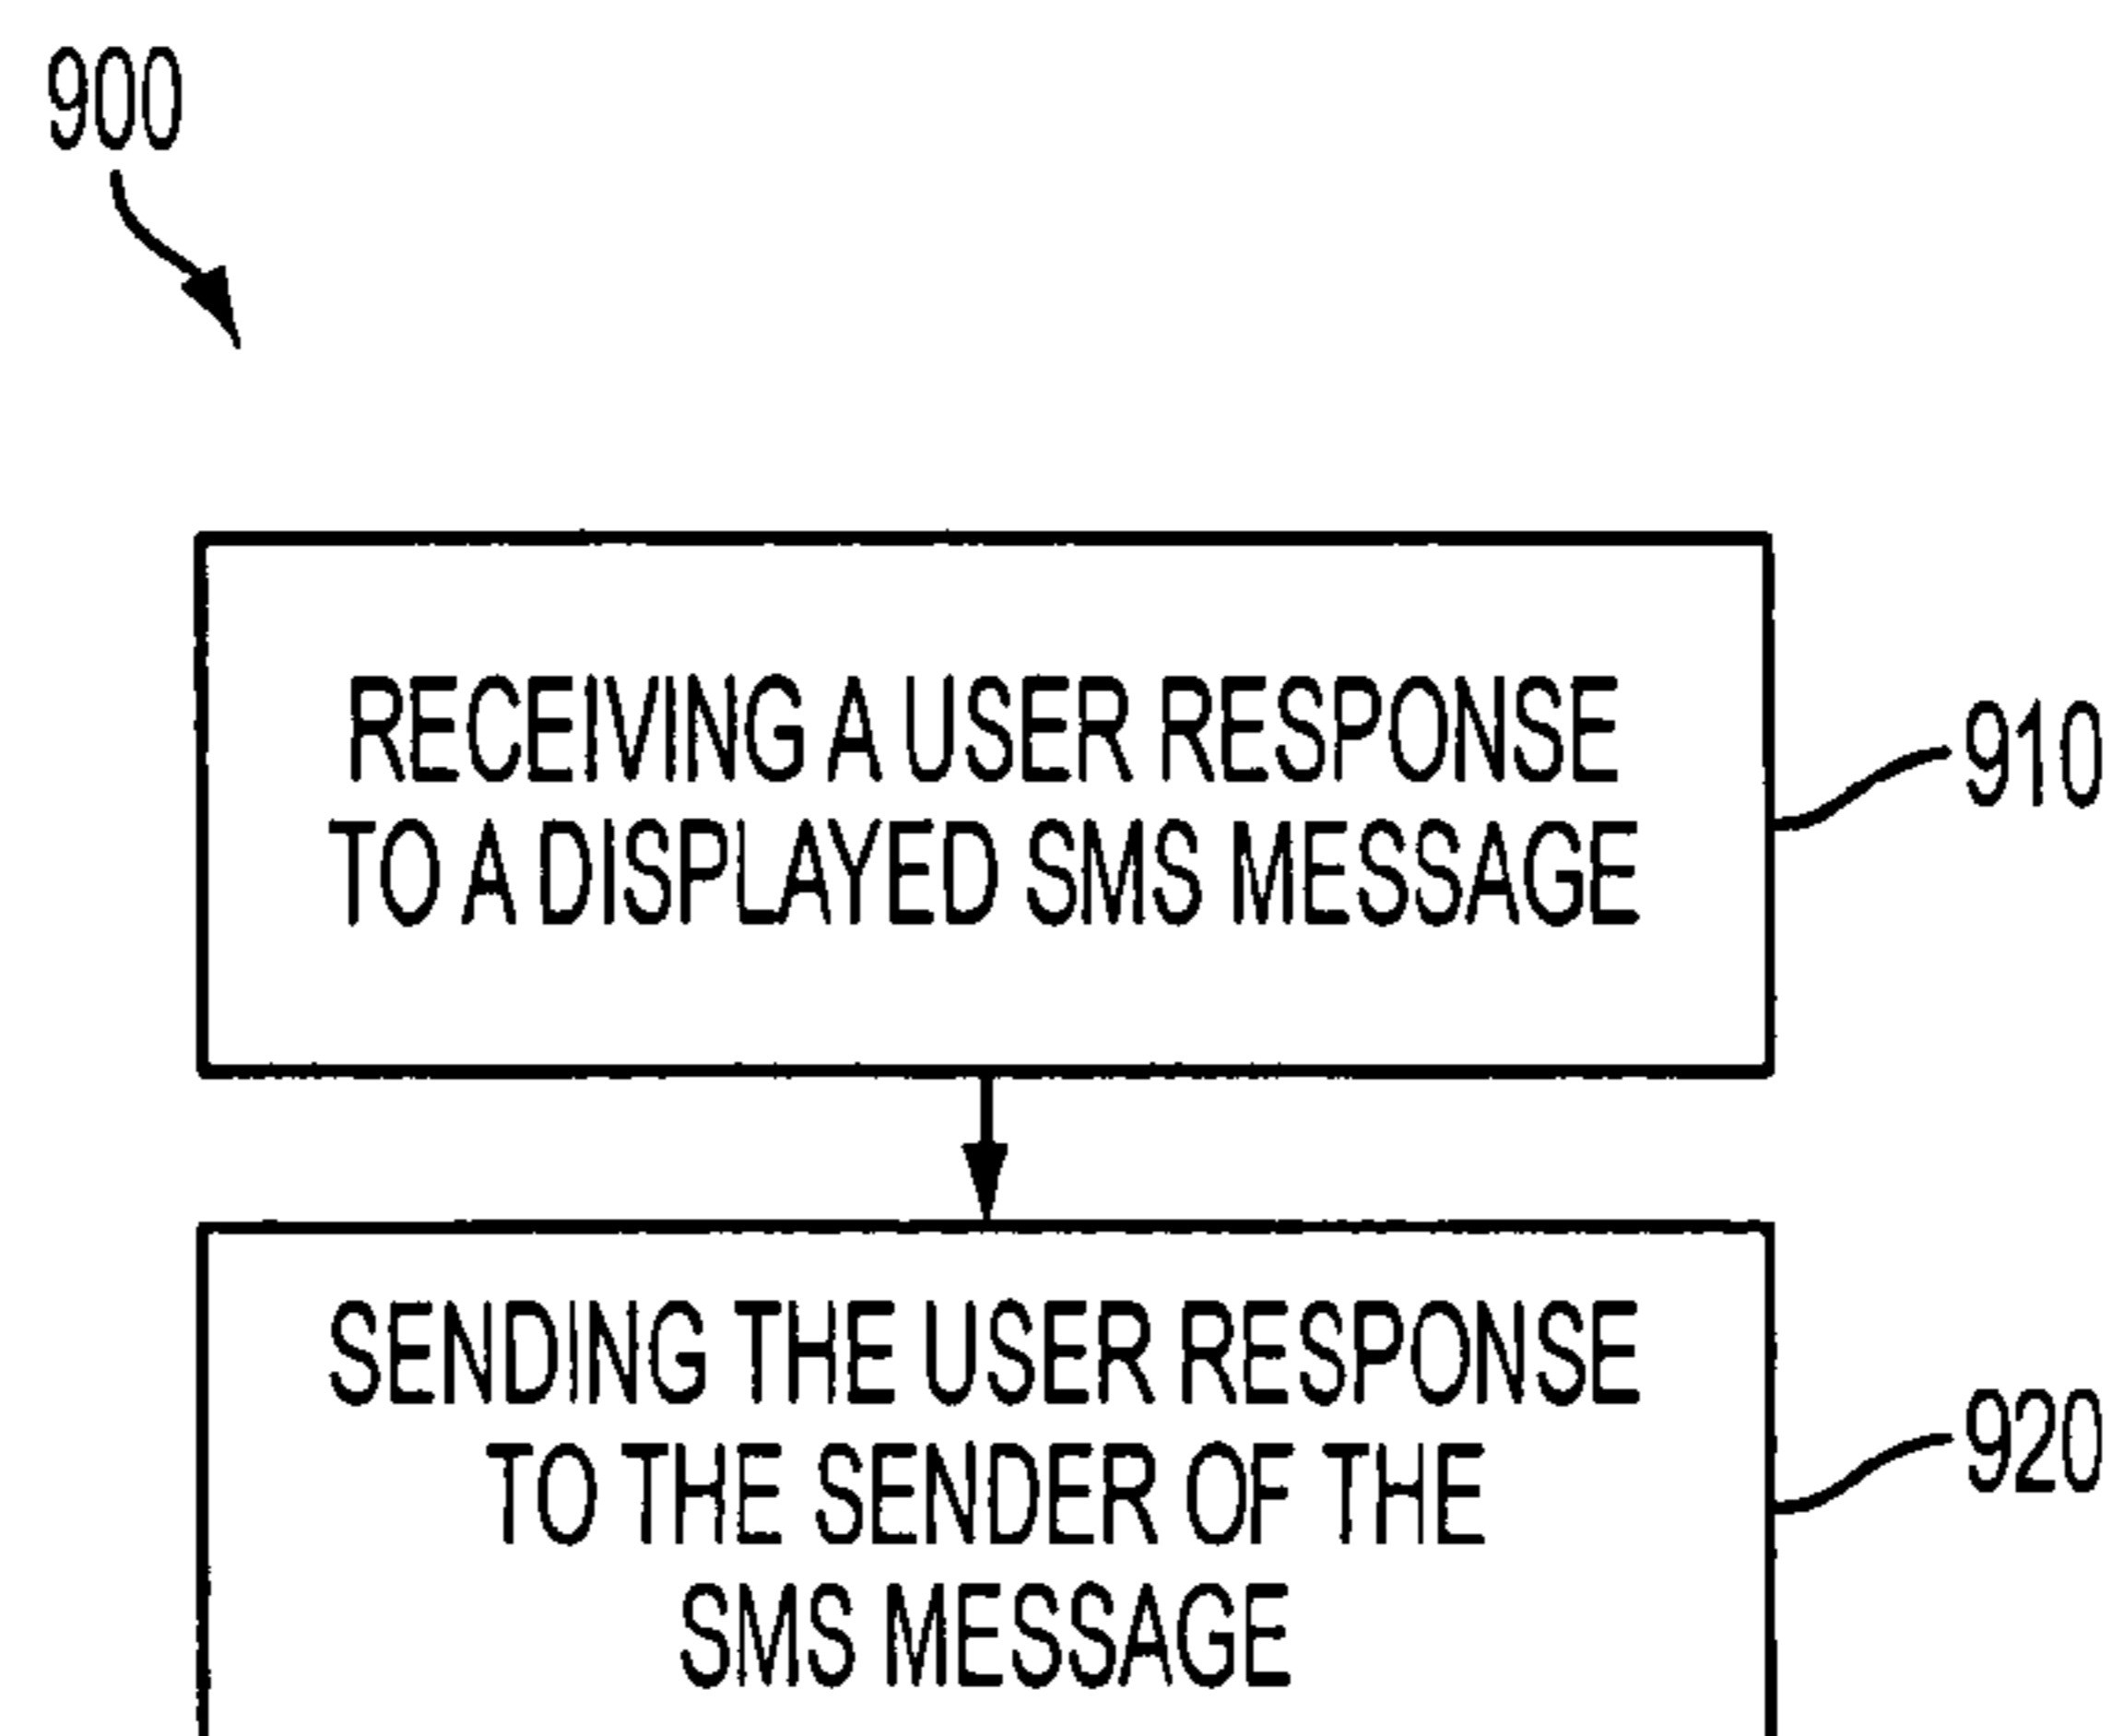 900
RECEIVING A USER RESPONSE
TO A DISPLAYED SMS MESSAGE
910
SENDING THE USER RESPONSE
TO THE SENDER OF THE
SMS MESSAGE
920